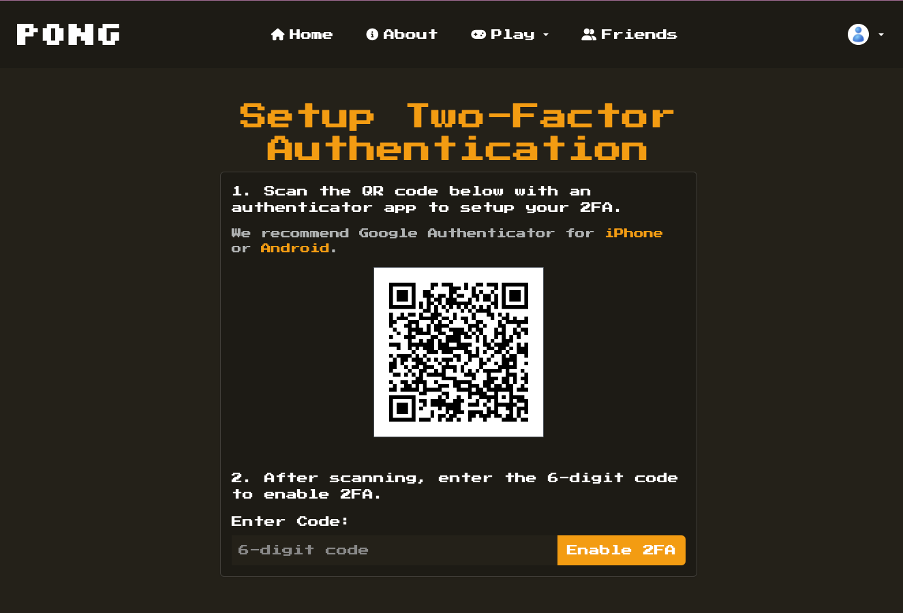 PONG
Home
About
Play
Friends
Setup Two-Factor
Authentication
1. Scan the QR code below with an
authenticator app to setup your 2FA.
We recommend Google Authenticator for iPhone
or Android.
2. After scanning, enter the 6-digit code
to enable 2FA.
Enter Code:
6-digit code
Enable 2FA